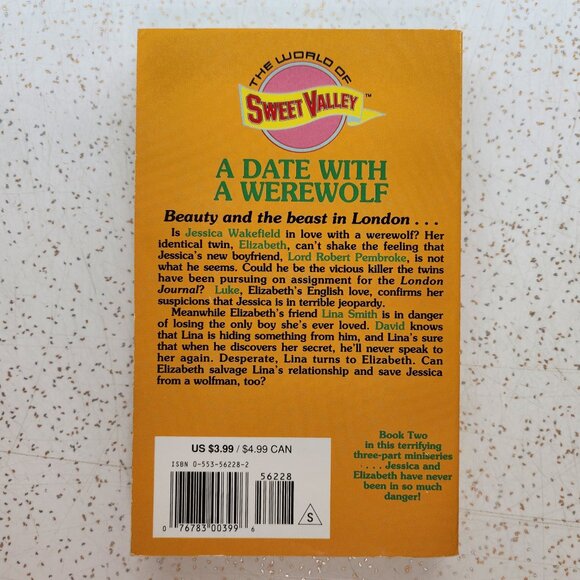 THE WORLD OF
SWEET VALLEY™
A DATE WITH
A WEREWOLF
Beauty and the beast in London . . .
Is Jessica Wakefield in love with a werewolf? Her
identical twin, Elizabeth, can't shake the feeling that
Jessica's new boyfriend, Lord Robert Pembroke, is
not what he seems. Could he be the vicious killer the twins
have been pursuing on assignment for the London
Journal? Luke, Elizabeth's English love, confirms her
suspicions that Jessica is in terrible jeopardy.
Meanwhile Elizabeth's friend Lina Smith is in danger
of losing the only boy she's ever loved. David knows
that Lina is hiding something from him, and Lina's sure
that when he discovers her secret, he'll never speak to
her again. Desperate, Lina turns to Elizabeth. Can
Elizabeth salvage Lina's relationship and save Jessica
from a wolfman, too?
US $3.99 / $4.99 CAN
ISBN 0-553-56228-2
56228
0 76783 00399 6
S
Book Two
in this terrifying
three-part miniseries
. . . . Jessica and
Elizabeth have never
been in so much
danger!